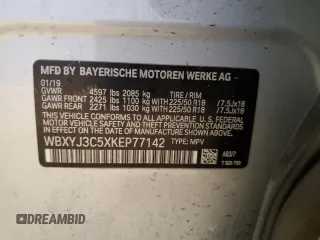 MFD BY BAYERISCHE MOTOREN WERKE AG
01/19
GVWR 4597 lbs 2085 kg TIRE / RIM
GAWR FRONT 2425 lbs 1100 kg 225/50 R18 /7.5Jx18
GAWR REAR 2271 lbs 1030 kg 225/50 R18 /7.5Jx18
THIS VEHICLE CONFORMS TO ALL APPLICABLE
FEDERAL MOTOR VEHICLE SAFETY, BUMPER,
AND THEFT PREVENTION STANDARDS IN EFFECT
ON THE DATE OF MANUFACTURE SHOWN ABOVE.
WBXYJ3C5XKEP77142 TYPE: MPV
AutoHelperBot.com